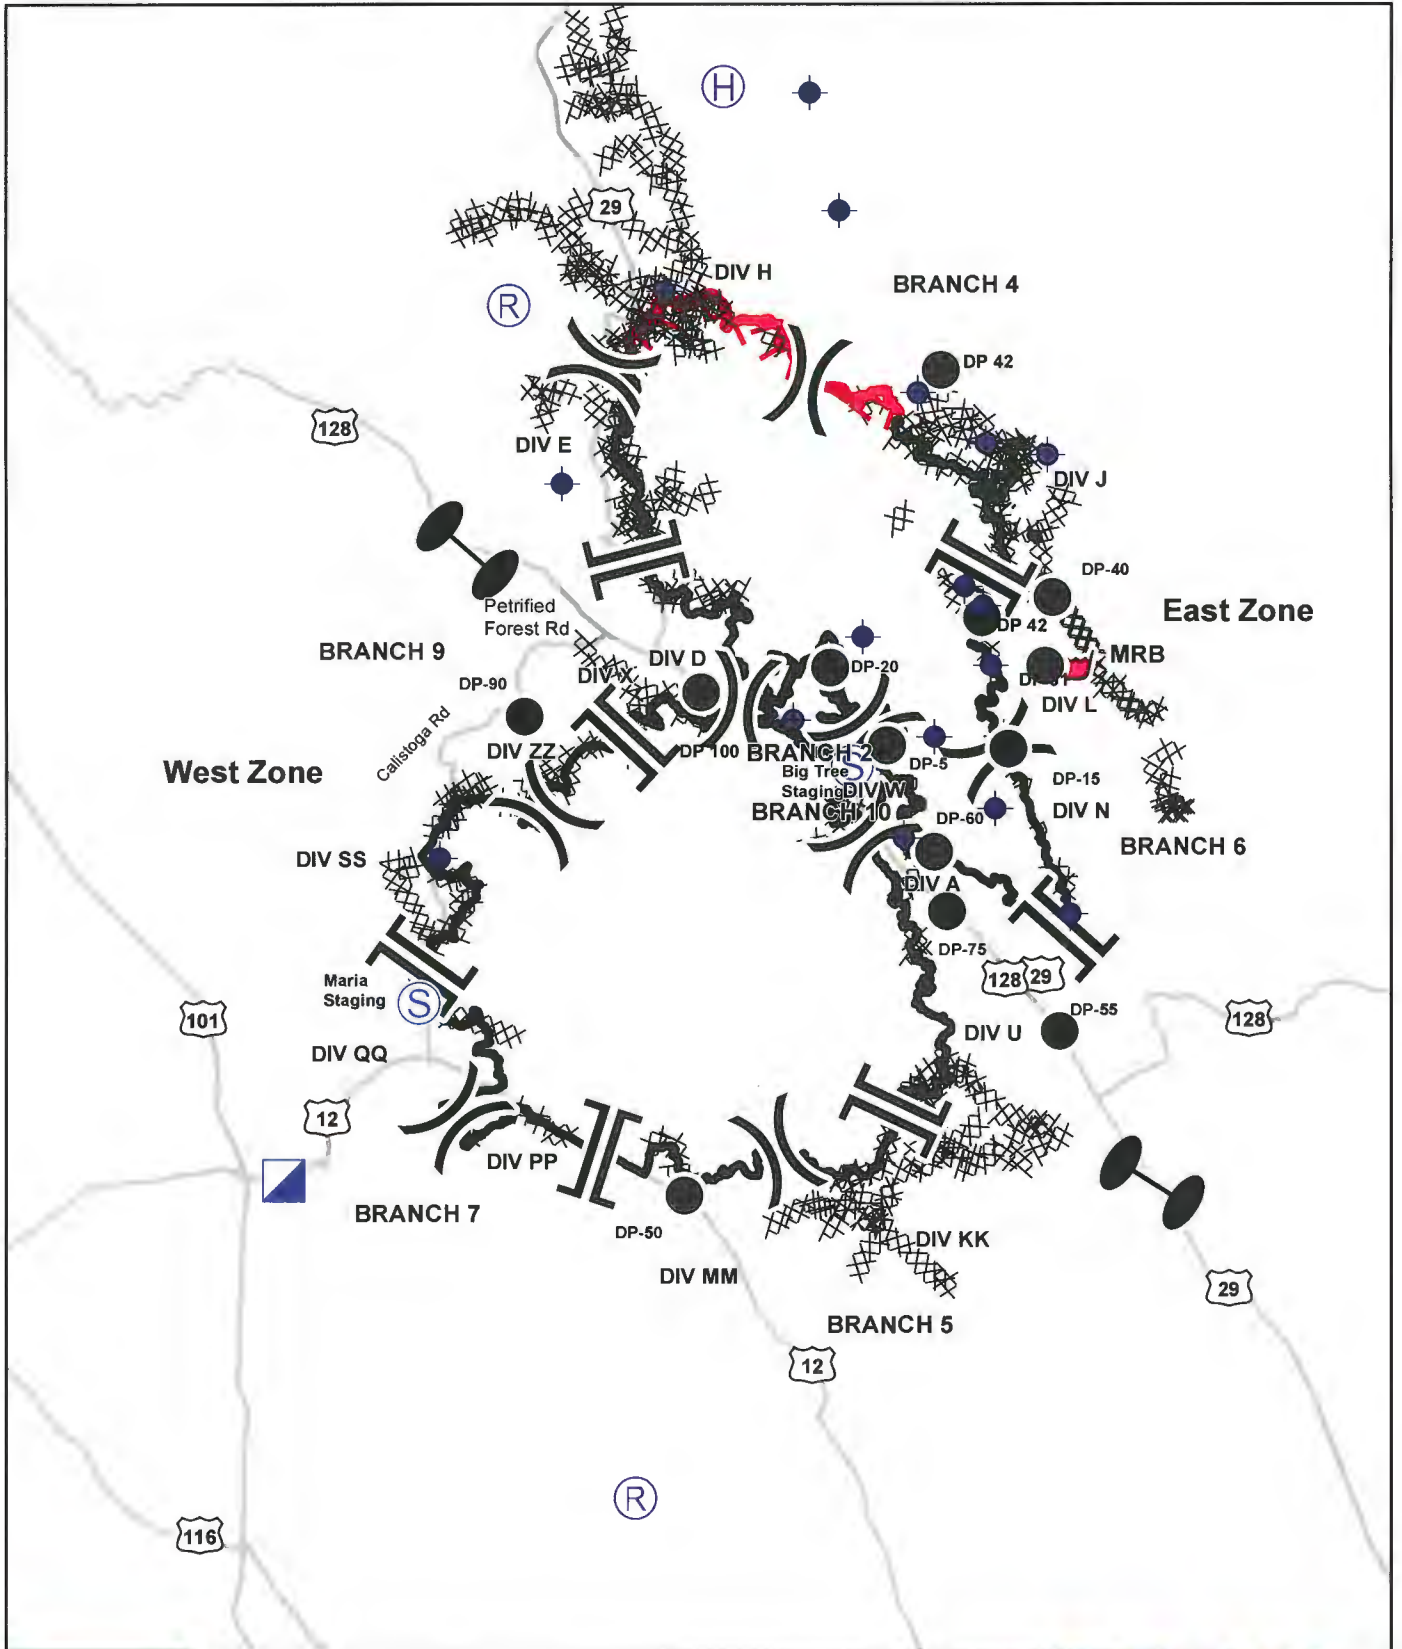 H
29
DIV H
BRANCH 4
R
DP 42
128
DIV E
DIV J
DP-40
Petrified
Forest Rd
East Zone
DP 42
BRANCH 9
DIV D
MRB
DP-20
DIV X
DP-90
DIV L
Calistoga Rd
DIV ZZ
DP 100
BRANCH 2
DP-5
West Zone
Big Tree
Staging
S
DP-15
DIV W
BRANCH 10
DP-60
DIV N
BRANCH 6
DIV SS
DIV A
DP-75
Maria
Staging
S
128
29
101
DP-55
128
DIV U
DIV QQ
12
DIV PP
BRANCH 7
DP-50
DIV KK
DIV MM
29
BRANCH 5
12
R
116